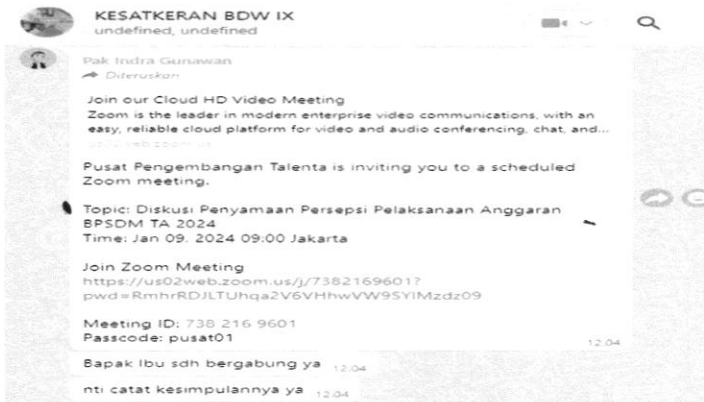 KESATKERAN BDW IX
undefined, undefined
Pak Indra Gunawan
Diteruskan
Join our Cloud HD Video Meeting
Zoom is the leader in modern enterprise video communications, with an
easy, reliable cloud platform for video and audio conferencing, chat, and...
us02web.zoom.us
Pusat Pengembangan Talenta is inviting you to a scheduled
Zoom meeting.
Topic: Diskusi Penyamaan Persepsi Pelaksanaan Anggaran
BPSDM TA 2024
Time: Jan 09, 2024 09:00 Jakarta
Join Zoom Meeting
https://us02web.zoom.us/j/7382169601?
pwd=RmhrRDJLTUhqa2V6VHhwVW9SYlMzdz09
Meeting ID: 738 216 9601
Passcode: pusat01
12.04
Bapak Ibu sdh bergabung ya 12.04
nti catat kesimpulannya ya 12.04